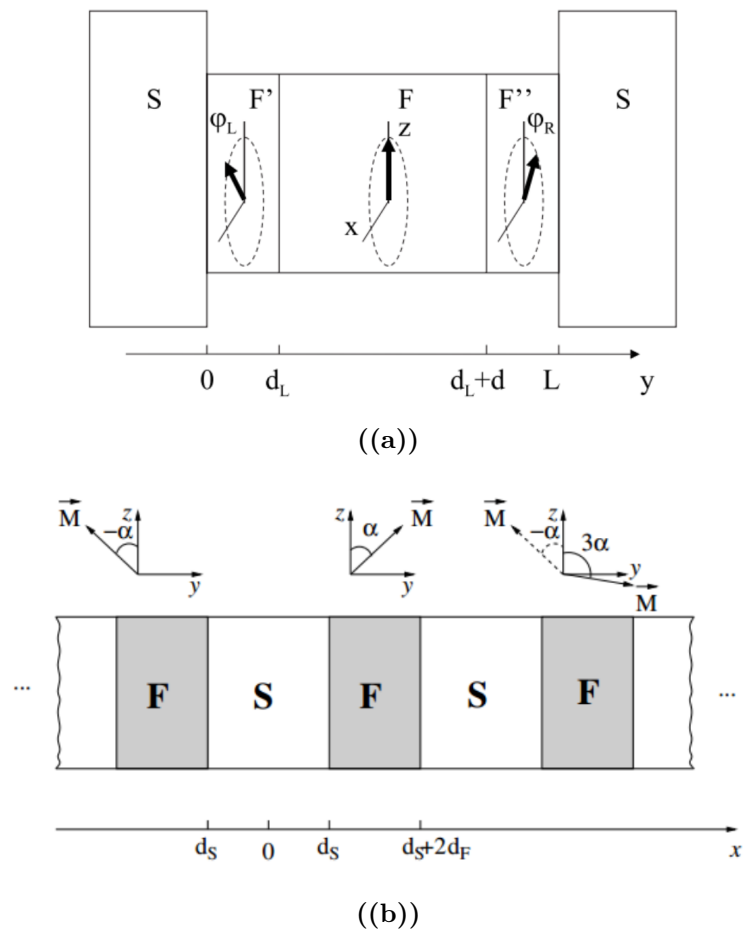 S F' F F'' S
φL z φR
x
0 dL dL+d L y
((a))
M −α z z α M M −α z 3α
y y y
M
... F S F S F ...
dS 0 dS dS+2dF x
((b))